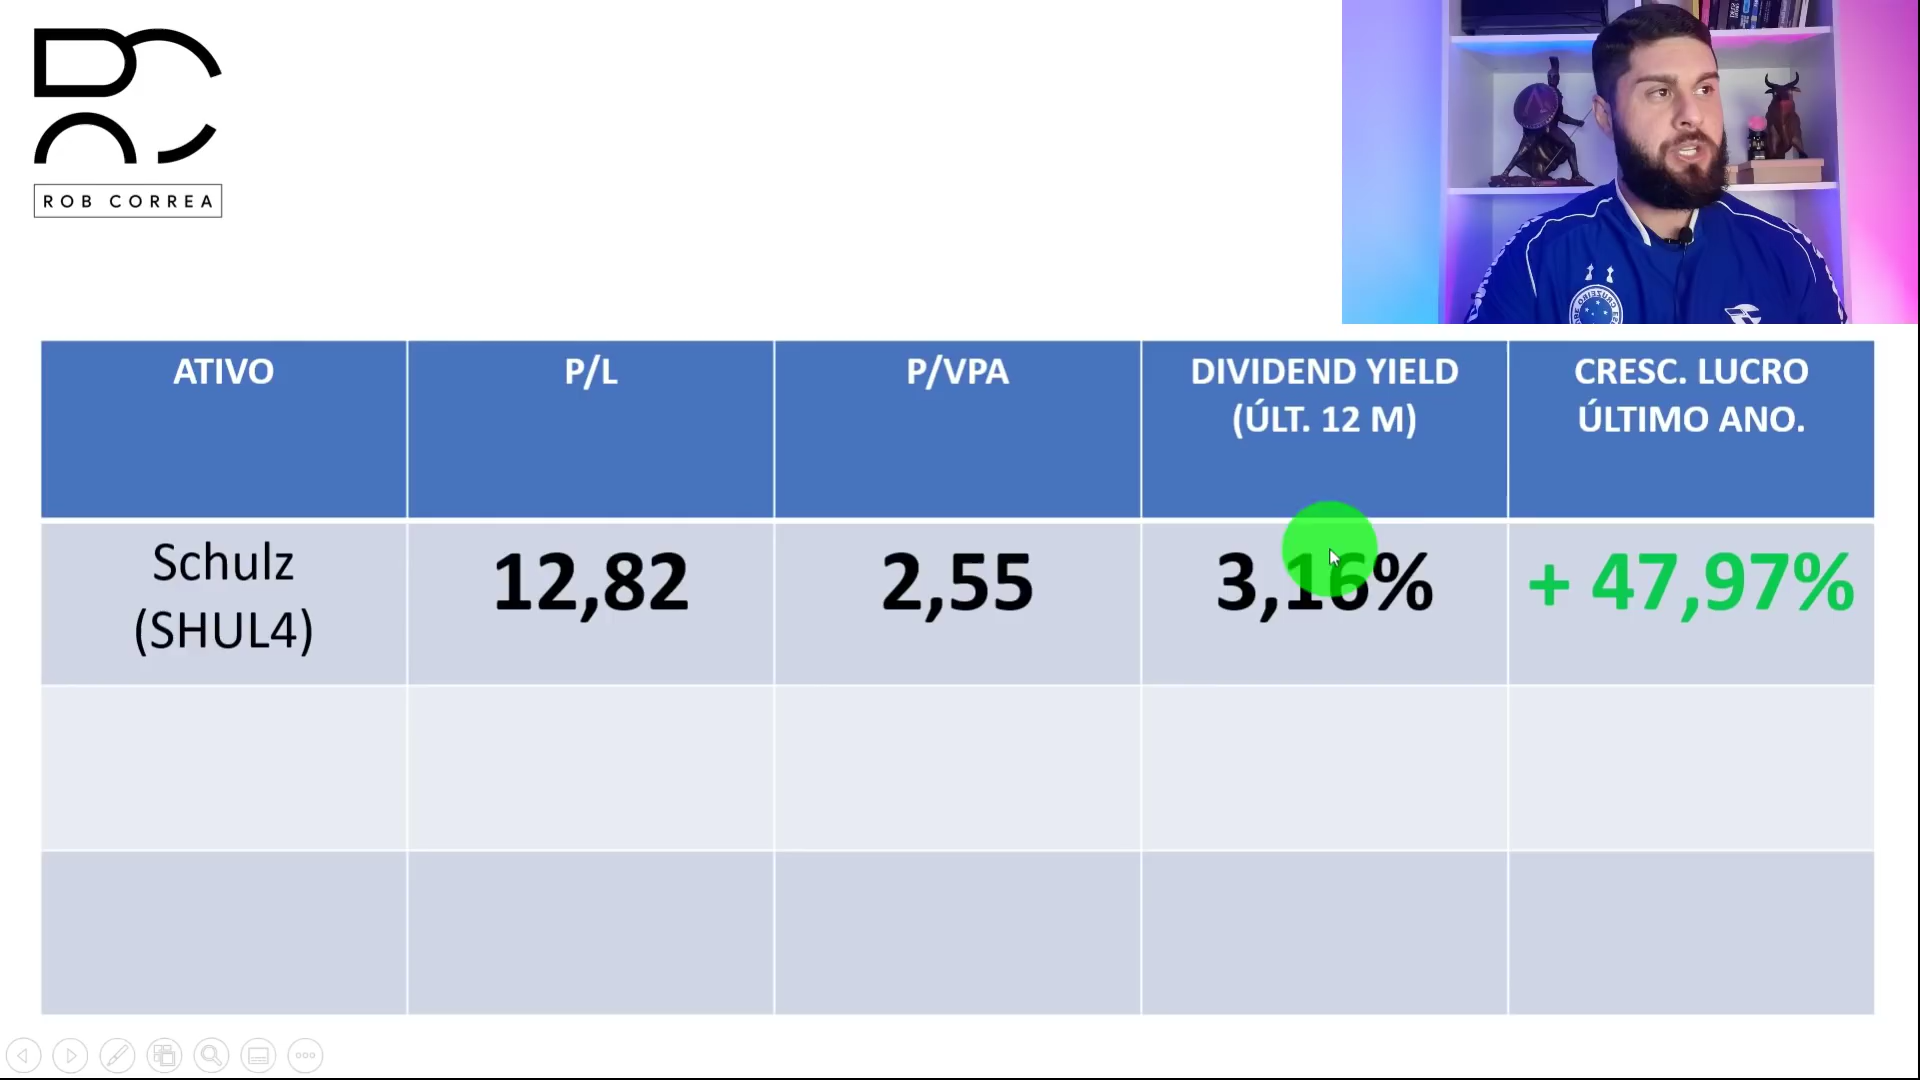 ROB CORREA
ATIVO
P/L
P/VPA
DIVIDEND YIELD
(ÚLT. 12 M)
CRESC. LUCRO
ÚLTIMO ANO.
Schulz
(SHUL4)
12,82
2,55
3,16%
+ 47,97%